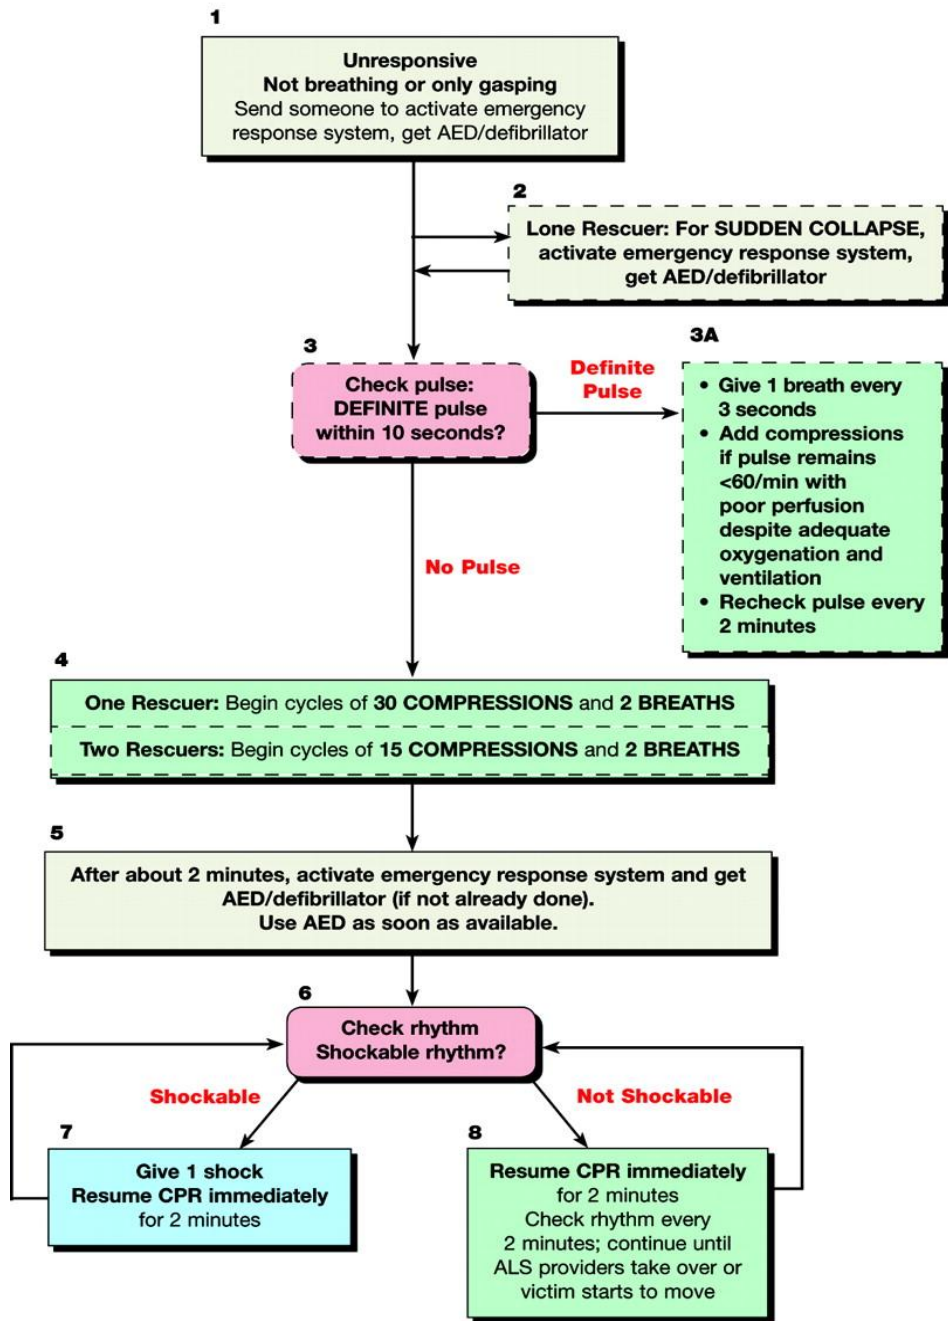 1
Unresponsive
Not breathing or only gasping
Send someone to activate emergency
response system, get AED/defibrillator
2
Lone Rescuer: For SUDDEN COLLAPSE,
activate emergency response system,
get AED/defibrillator
3
Check pulse:
DEFINITE pulse
within 10 seconds?
Definite
Pulse
3A
• Give 1 breath every
3 seconds
• Add compressions
if pulse remains
<60/min with
poor perfusion
despite adequate
oxygenation and
ventilation
• Recheck pulse every
2 minutes
No Pulse
4
One Rescuer: Begin cycles of 30 COMPRESSIONS and 2 BREATHS
Two Rescuers: Begin cycles of 15 COMPRESSIONS and 2 BREATHS
5
After about 2 minutes, activate emergency response system and get
AED/defibrillator (if not already done).
Use AED as soon as available.
6
Check rhythm
Shockable rhythm?
Shockable
Not Shockable
7
Give 1 shock
Resume CPR immediately
for 2 minutes
8
Resume CPR immediately
for 2 minutes
Check rhythm every
2 minutes; continue until
ALS providers take over or
victim starts to move